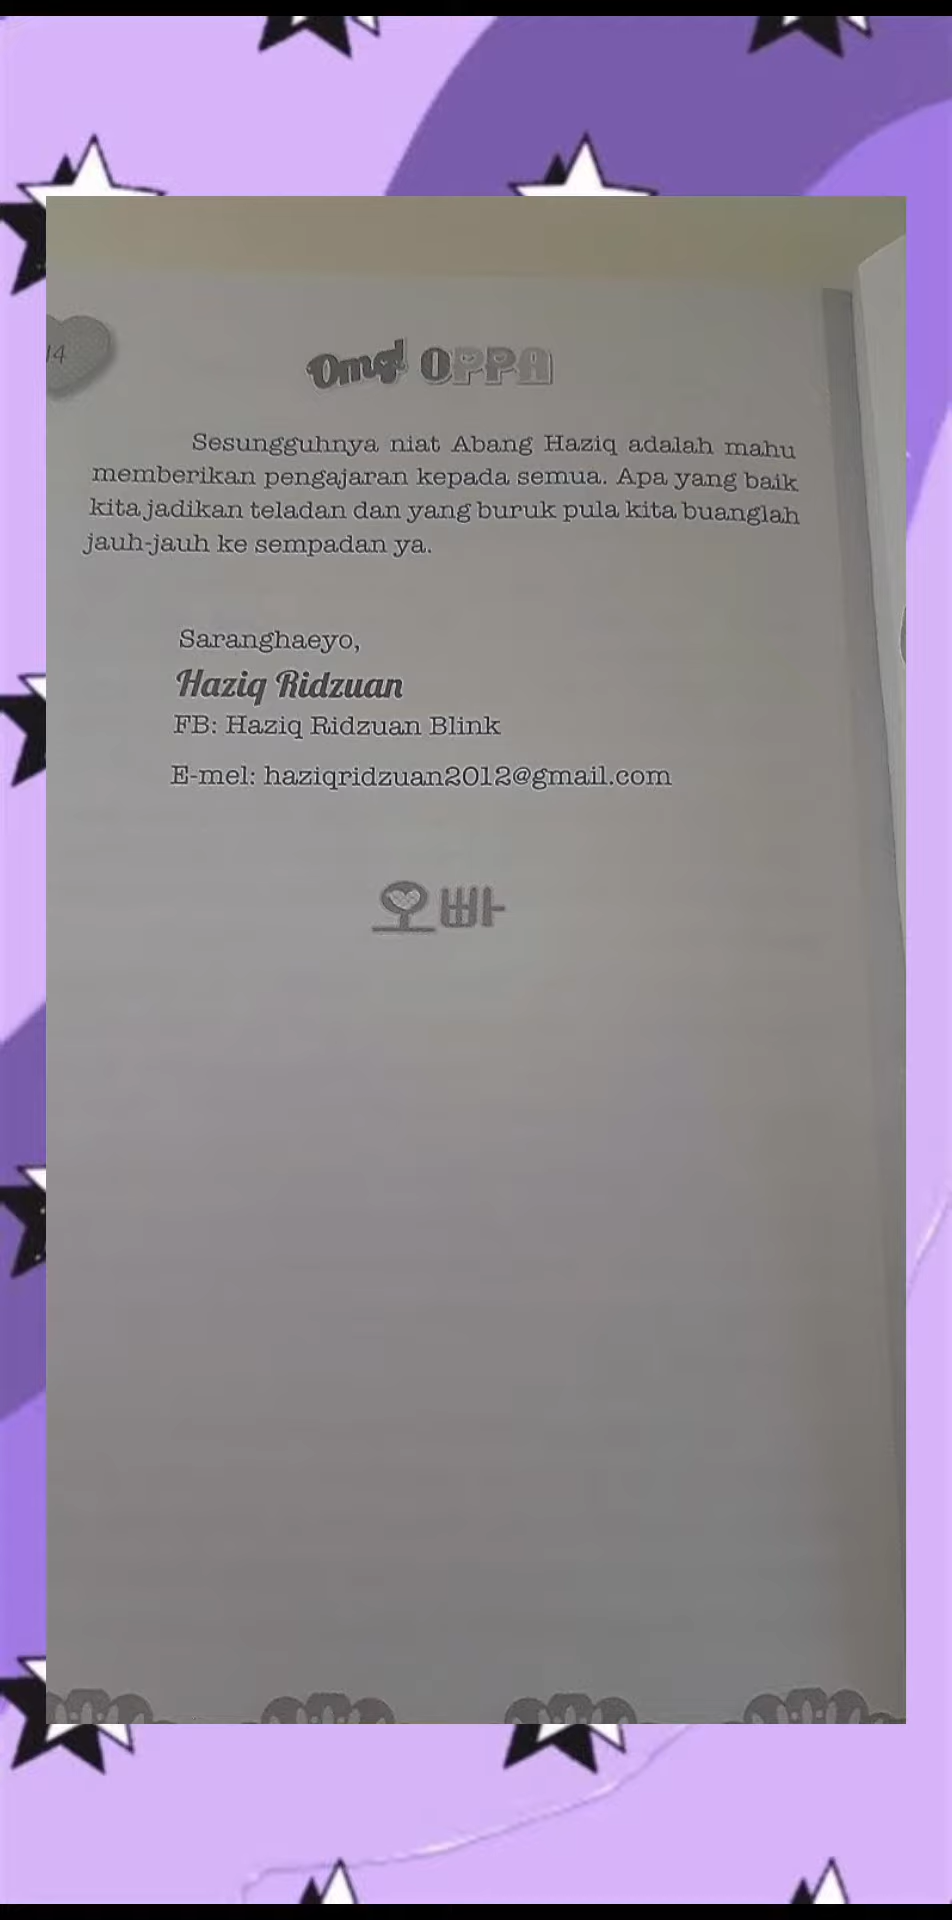 14
Omg! OPPA
Sesungguhnya niat Abang Haziq adalah mahu
memberikan pengajaran kepada semua. Apa yang baik
kita jadikan teladan dan yang buruk pula kita buanglah
jauh-jauh ke sempadan ya.
Saranghaeyo,
Haziq Ridzuan
FB: Haziq Ridzuan Blink
E-mel: haziqridzuan2012@gmail.com
오빠